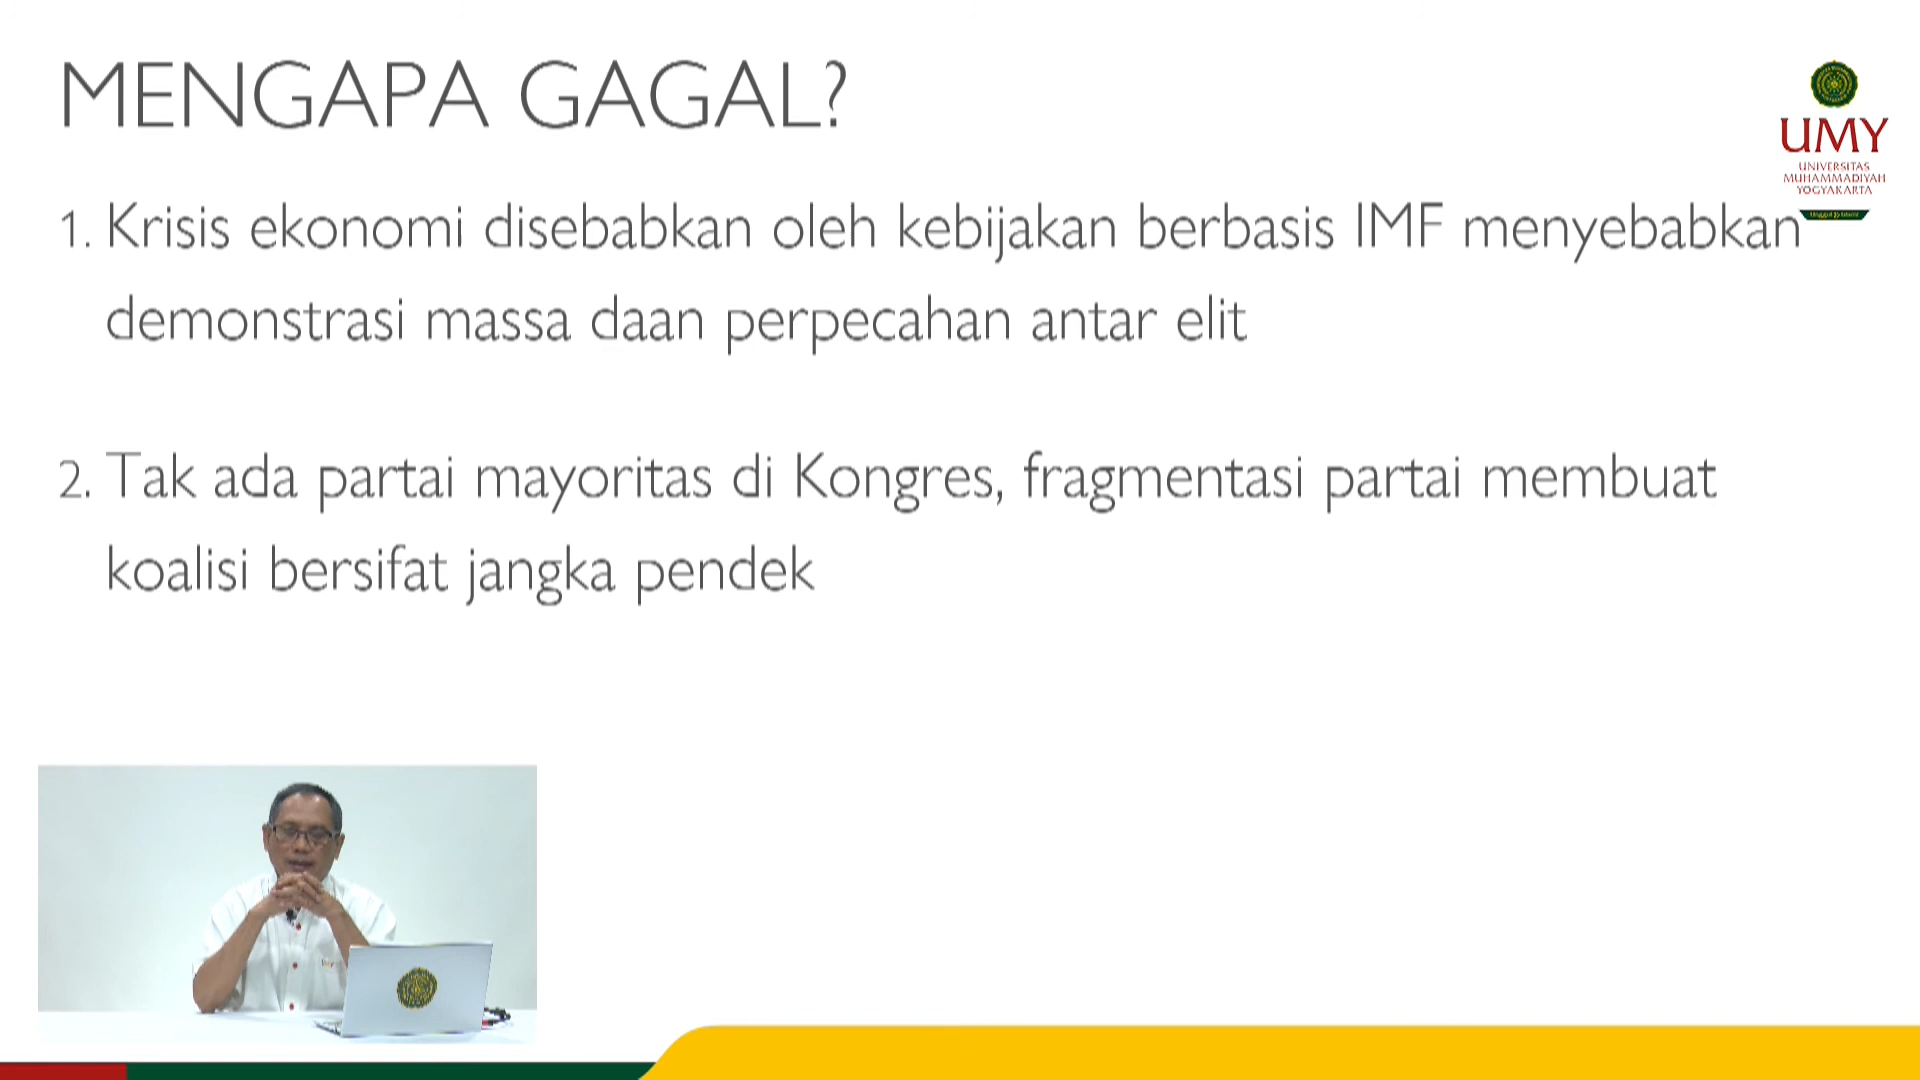 MENGAPA GAGAL?
UMY
UNIVERSITAS
MUHAMMADIYAH
YOGYAKARTA
1. Krisis ekonomi disebabkan oleh kebijakan berbasis IMF menyebabkan
demonstrasi massa daan perpecahan antar elit
2. Tak ada partai mayoritas di Kongres, fragmentasi partai membuat
koalisi bersifat jangka pendek